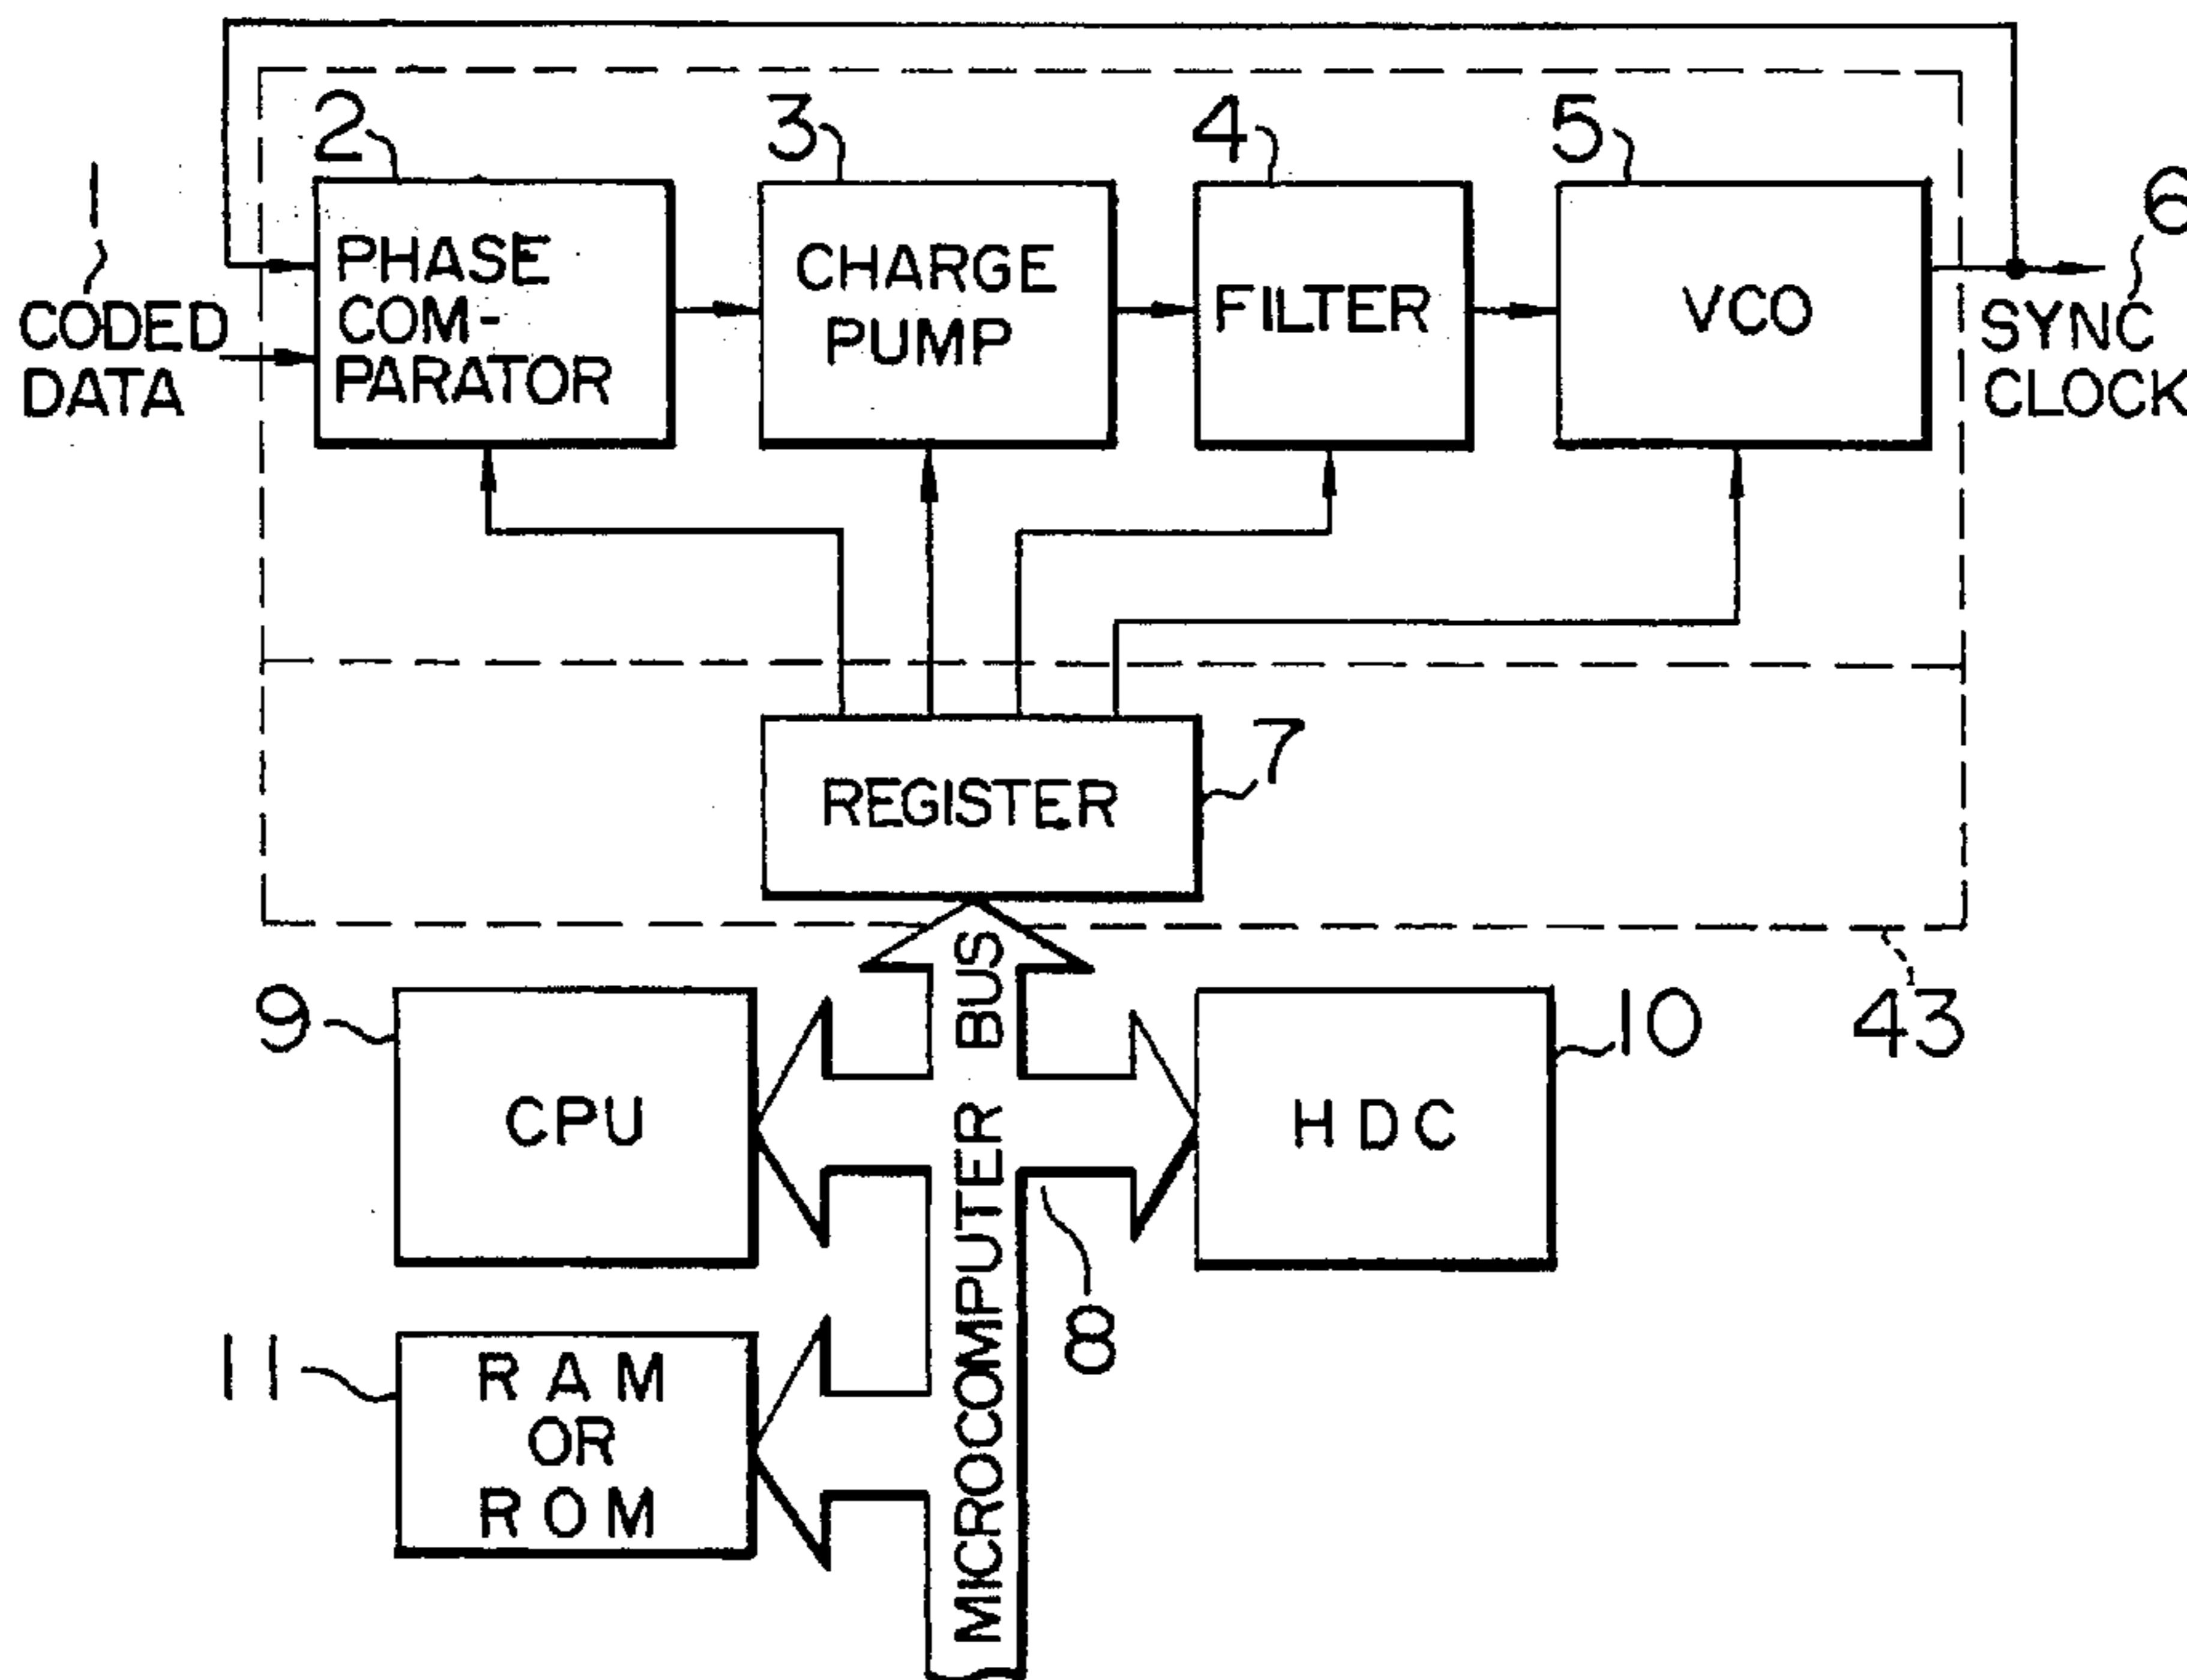 2
3
4
5
6
1
PHASE
COM-
PARATOR
CHARGE
PUMP
FILTER
VCO
CODED
DATA
SYNC
CLOCK
7
REGISTER
MICROCOMPUTER BUS
9
10
43
CPU
HDC
8
11
RAM
OR
ROM